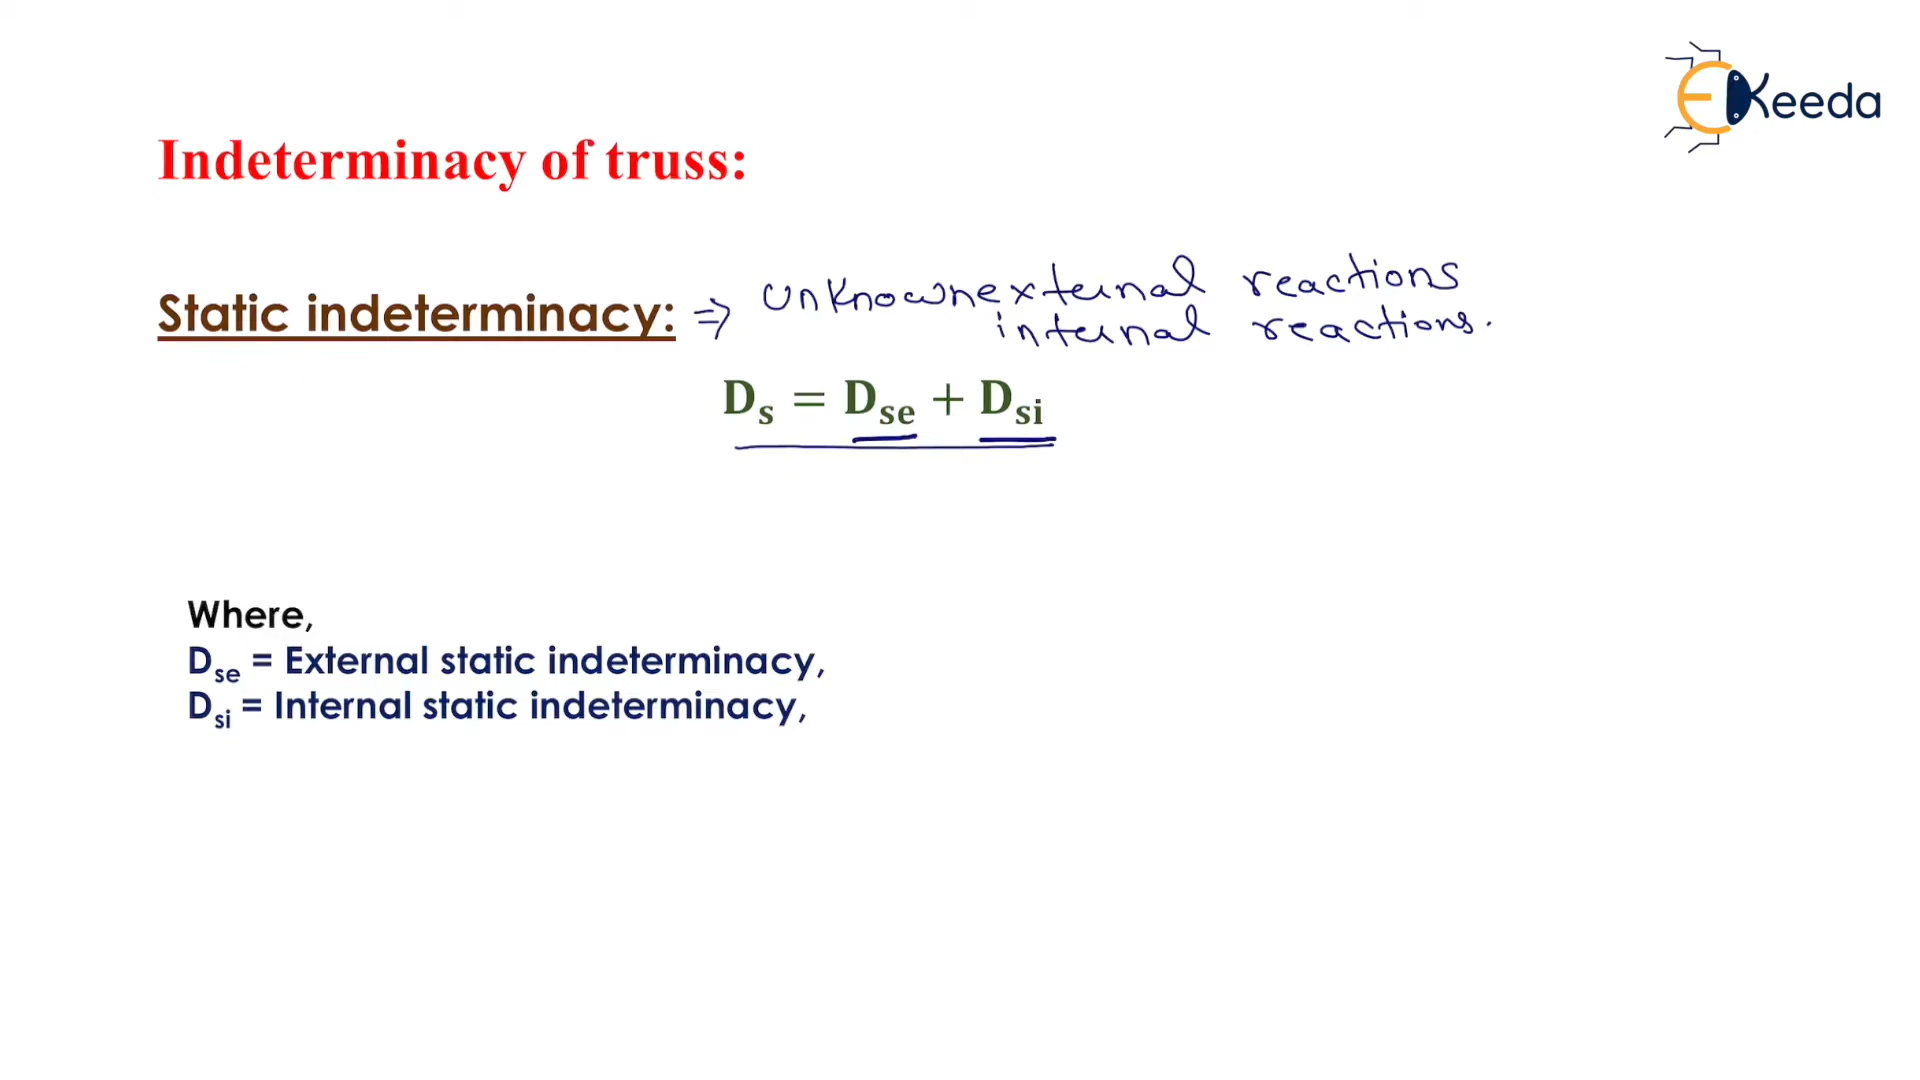 EKeeda
Indeterminacy of truss:
Static indeterminacy: ⇒ unknown external reactions
internal reactions.
Dₛ = Dₛₑ + Dₛᵢ
Where,
Dₛₑ = External static indeterminacy,
Dₛᵢ = Internal static indeterminacy,